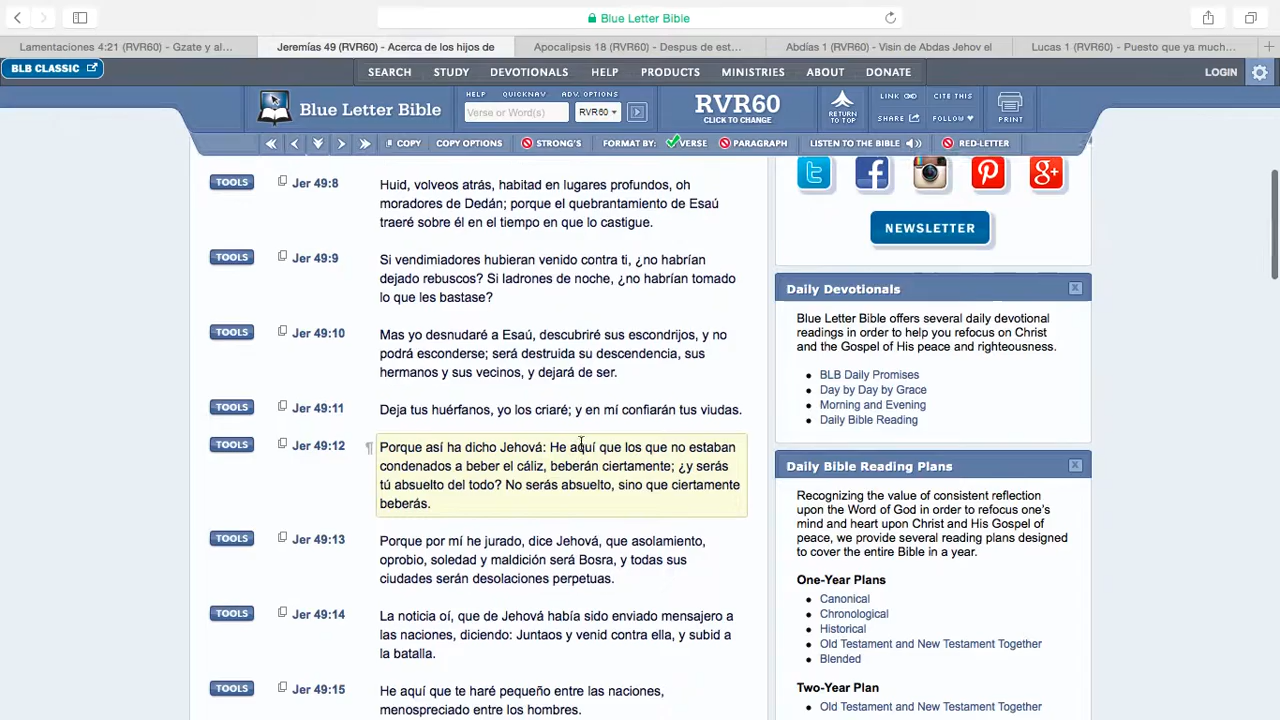 Blue Letter Bible
Lamentaciones 4:21 (RVR60) - Gzate y al...
Jeremías 49 (RVR60) - Acerca de los hijos de
Apocalipsis 18 (RVR60) - Despus de est...
Abdías 1 (RVR60) - Visin de Abdas Jehov el
Lucas 1 (RVR60) - Puesto que ya much...
BLB CLASSIC
SEARCH STUDY DEVOTIONALS HELP PRODUCTS MINISTRIES ABOUT DONATE
LOGIN
Blue Letter Bible
HELP QUICKNAV ADV. OPTIONS
Verse or Word(s) RVR60
RVR60
CLICK TO CHANGE
RETURN
TO TOP
LINK CITE THIS
SHARE FOLLOW
PRINT
COPY COPY OPTIONS STRONG'S FORMAT BY: VERSE PARAGRAPH LISTEN TO THE BIBLE RED-LETTER
TOOLS Jer 49:8 Huid, volveos atrás, habitad en lugares profundos, oh
moradores de Dedán; porque el quebrantamiento de Esaú
traeré sobre él en el tiempo en que lo castigue.
TOOLS Jer 49:9 Si vendimiadores hubieran venido contra ti, ¿no habrían
dejado rebuscos? Si ladrones de noche, ¿no habrían tomado
lo que les bastase?
TOOLS Jer 49:10 Mas yo desnudaré a Esaú, descubriré sus escondrijos, y no
podrá esconderse; será destruida su descendencia, sus
hermanos y sus vecinos, y dejará de ser.
TOOLS Jer 49:11 Deja tus huérfanos, yo los criaré; y en mí confiarán tus viudas.
TOOLS Jer 49:12 ¶ Porque así ha dicho Jehová: He aquí que los que no estaban
condenados a beber el cáliz, beberán ciertamente; ¿y serás
tú absuelto del todo? No serás absuelto, sino que ciertamente
beberás.
TOOLS Jer 49:13 Porque por mí he jurado, dice Jehová, que asolamiento,
oprobio, soledad y maldición será Bosra, y todas sus
ciudades serán desolaciones perpetuas.
TOOLS Jer 49:14 La noticia oí, que de Jehová había sido enviado mensajero a
las naciones, diciendo: Juntaos y venid contra ella, y subid a
la batalla.
TOOLS Jer 49:15 He aquí que te haré pequeño entre las naciones,
menospreciado entre los hombres.
NEWSLETTER
Daily Devotionals
Blue Letter Bible offers several daily devotional
readings in order to help you refocus on Christ
and the Gospel of His peace and righteousness.
BLB Daily Promises
Day by Day by Grace
Morning and Evening
Daily Bible Reading
Daily Bible Reading Plans
Recognizing the value of consistent reflection
upon the Word of God in order to refocus one's
mind and heart upon Christ and His Gospel of
peace, we provide several reading plans designed
to cover the entire Bible in a year.
One-Year Plans
Canonical
Chronological
Historical
Old Testament and New Testament Together
Blended
Two-Year Plan
Old Testament and New Testament Together